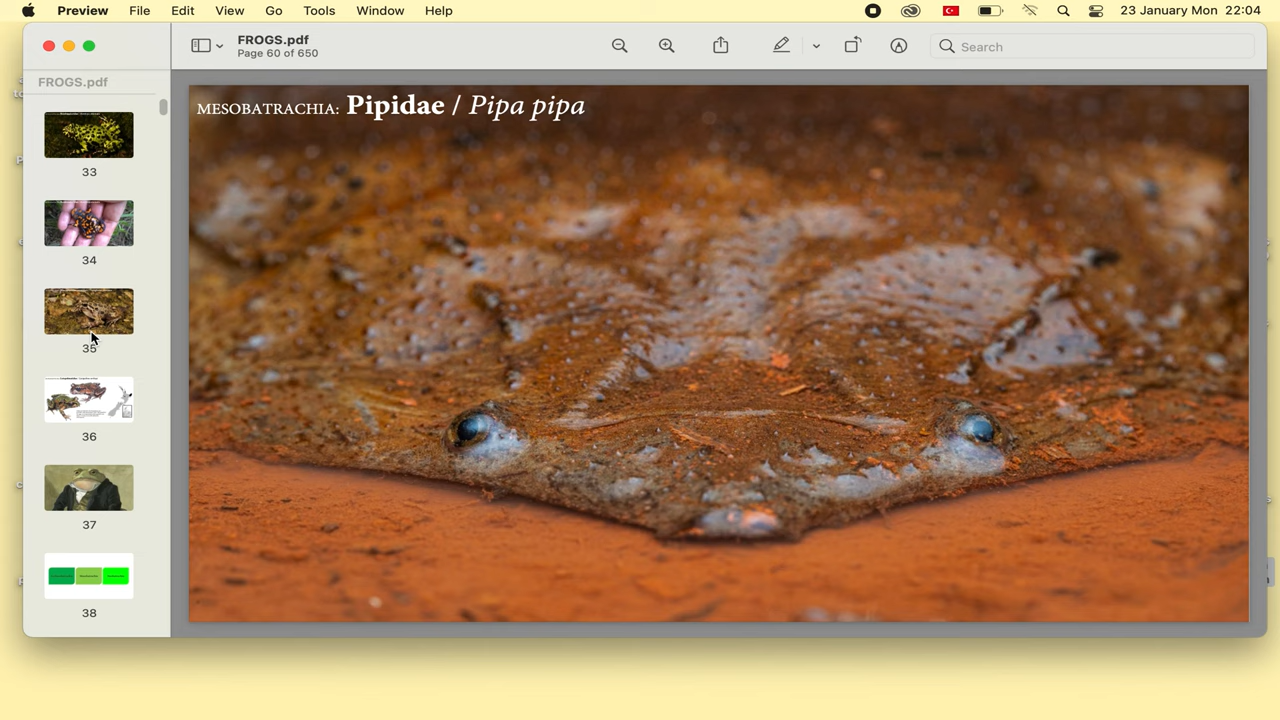 Preview File Edit View Go Tools Window Help 23 January Mon 22:04
FROGS.pdf
Page 60 of 650
Search
FROGS.pdf
33
34
35
36
37
38
MESOBATRACHIA: Pipidae / Pipa pipa